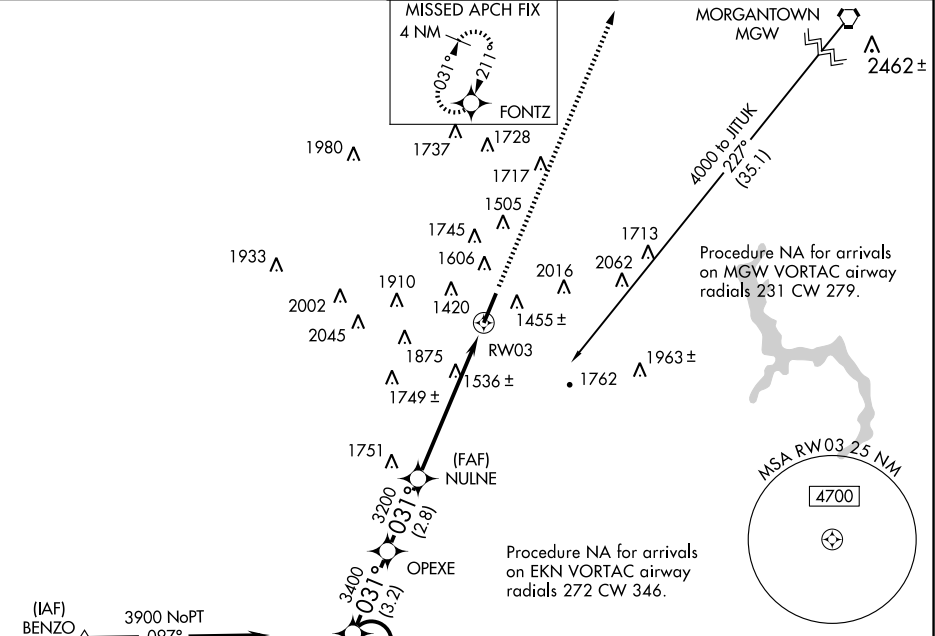 MISSED APCH FIX
4 NM
031°
211°
FONTZ
MORGANTOWN
MGW
2462 ±
1980
1737
1728
1717
4000 to JITUK
227°
(35.1)
1505
1745
1713
1933
1606
2016
2062
Procedure NA for arrivals
on MGW VORTAC airway
radials 231 CW 279.
2002
1910
1420
1455 ±
2045
RW03
1875
1963 ±
1749 ±
1536 ±
1762
1751
(FAF)
NULNE
MSA RW03 25 NM
4700
3200
031°
(2.8)
OPEXE
Procedure NA for arrivals
on EKN VORTAC airway
radials 272 CW 346.
3400
031°
(3.2)
(IAF)
BENZO
3900 NoPT